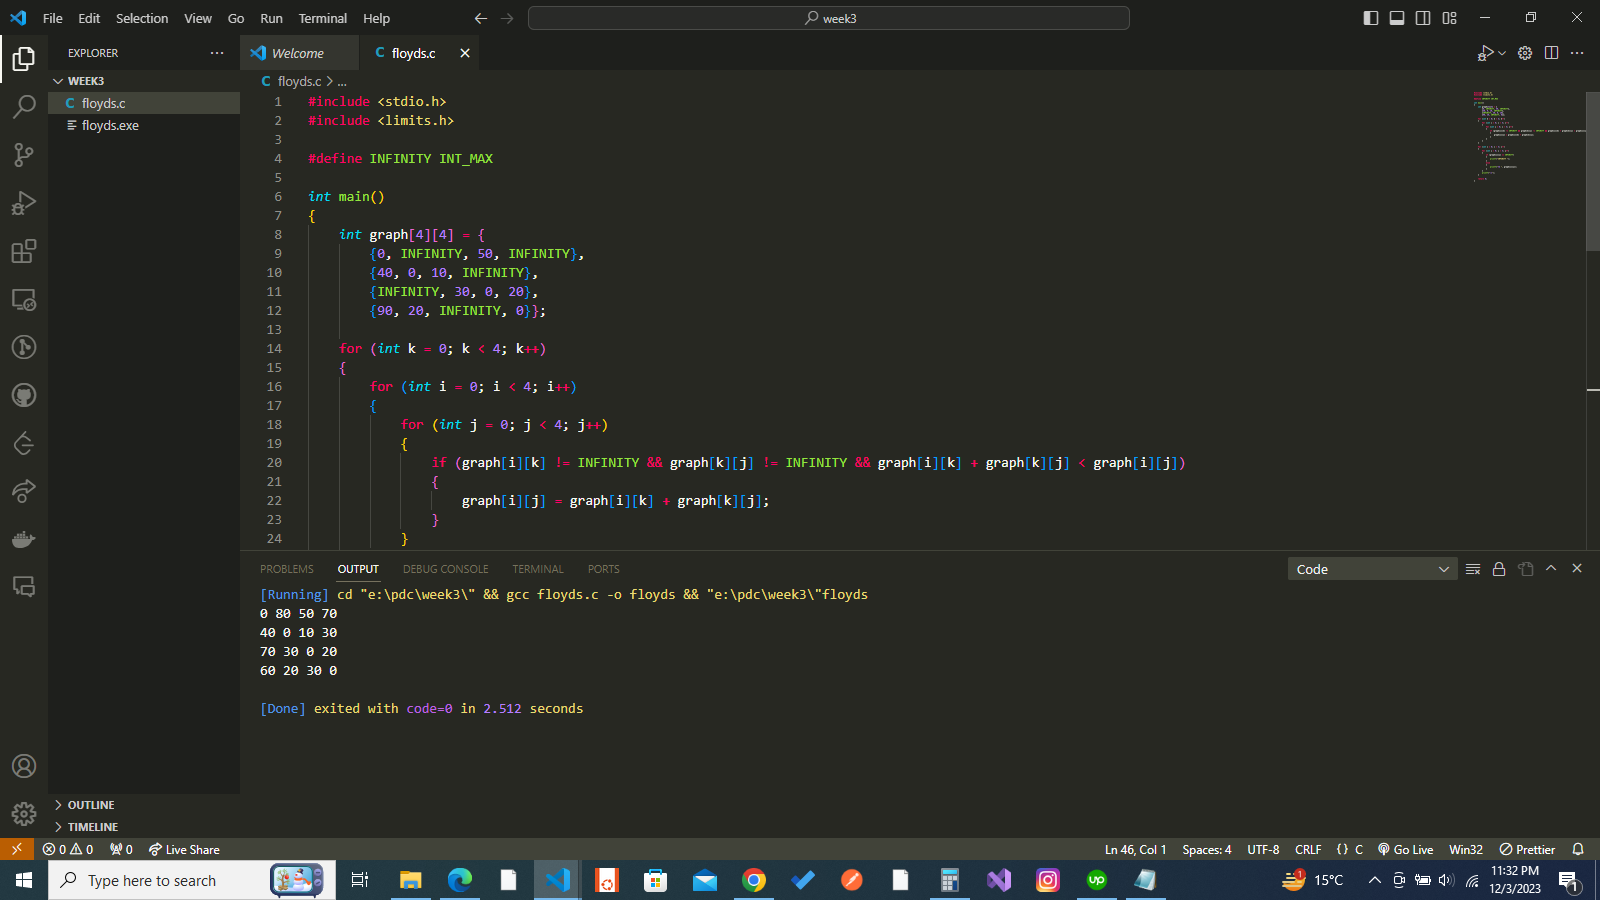 File Edit Selection View Go Run Terminal Help
week3
EXPLORER
WEEK3
C floyds.c
floyds.exe
Welcome
C floyds.c
C floyds.c > ...
1 #include <stdio.h>
2 #include <limits.h>
3
4 #define INFINITY INT_MAX
5
6 int main()
7 {
8 int graph[4][4] = {
9 {0, INFINITY, 50, INFINITY},
10 {40, 0, 10, INFINITY},
11 {INFINITY, 30, 0, 20},
12 {90, 20, INFINITY, 0}};
13
14 for (int k = 0; k < 4; k++)
15 {
16 for (int i = 0; i < 4; i++)
17 {
18 for (int j = 0; j < 4; j++)
19 {
20 if (graph[i][k] != INFINITY && graph[k][j] != INFINITY && graph[i][k] + graph[k][j] < graph[i][j])
21 {
22 graph[i][j] = graph[i][k] + graph[k][j];
23 }
24 }
PROBLEMS OUTPUT DEBUG CONSOLE TERMINAL PORTS
Code
[Running] cd "e:\pdc\week3\" && gcc floyds.c -o floyds && "e:\pdc\week3\"floyds
0 80 50 70
40 0 10 30
70 30 0 20
60 20 30 0
[Done] exited with code=0 in 2.512 seconds
OUTLINE
TIMELINE
0 0 0 Live Share
Ln 46, Col 1 Spaces: 4 UTF-8 CRLF {} C Go Live Win32 Prettier
Type here to search
up
1
15°C
11:32 PM
12/3/2023
1